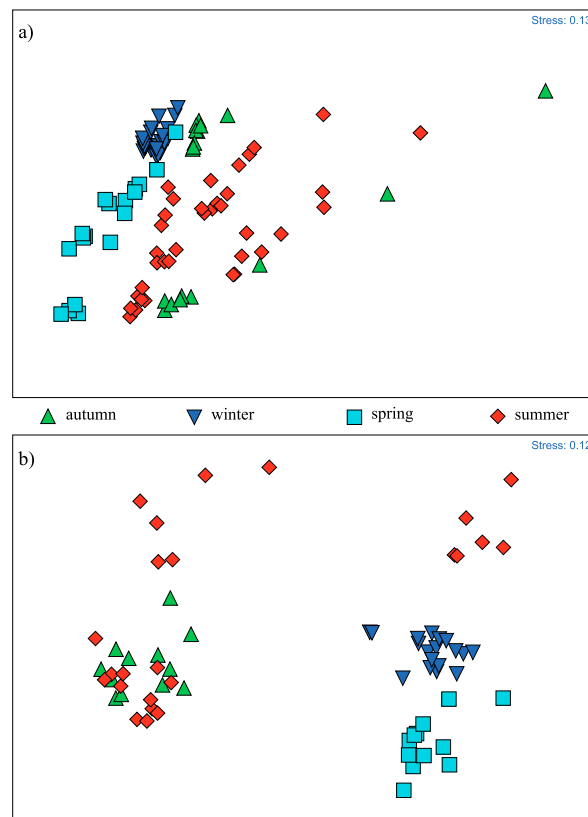 Stress: 0.13
a)
autumn winter spring summer
Stress: 0.12
b)